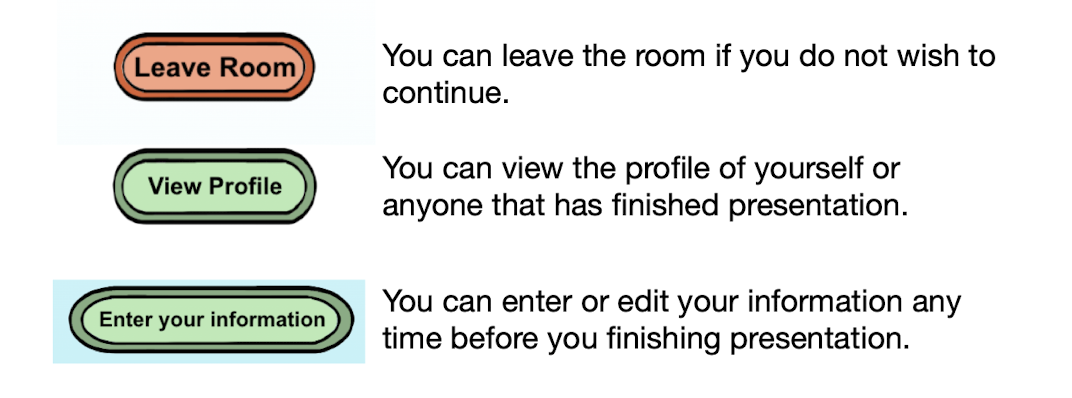 Leave Room
You can leave the room if you do not wish to
continue.
View Profile
You can view the profile of yourself or
anyone that has finished presentation.
Enter your information
You can enter or edit your information any
time before you finishing presentation.